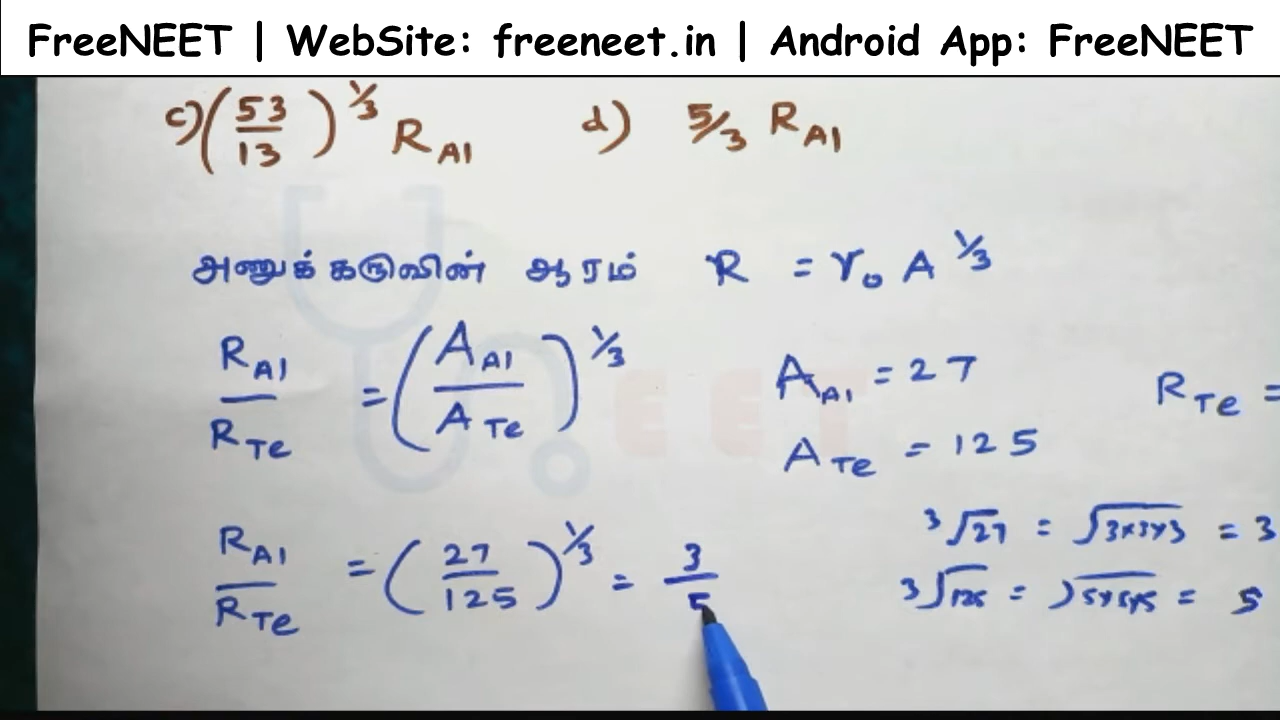 FreeNEET | WebSite: freeneet.in | Android App: FreeNEET
c) (53/13)^1/3 R_Al d) 5/3 R_Al
அணுக்கருவின் ஆரம் R = r₀ A^1/3
R_Al / R_Te = (A_Al / A_Te)^1/3
A_Al = 27
R_Te =
A_Te = 125
³√27 = √3×3×3 = 3
³√125 = √5×5×5 = 5
R_Al / R_Te = (27/125)^1/3 = 3/5